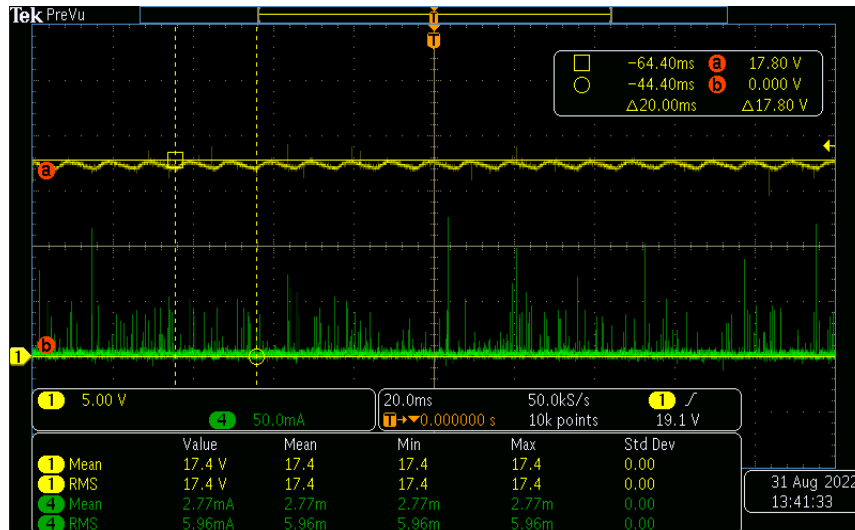 Tek PreVu
T
T
-64.40ms a 17.80 V
-44.40ms b 0.000 V
Δ20.00ms Δ17.80 V
a
b
1
1 5.00 V
4 50.0mA
20.0ms 50.0kS/s 1
T→▼0.000000 s 10k points 19.1 V
Value Mean Min Max Std Dev
1 Mean 17.4 V 17.4 17.4 17.4 0.00
1 RMS 17.4 V 17.4 17.4 17.4 0.00
4 Mean 2.77mA 2.77m 2.77m 2.77m 0.00
4 RMS 5.96mA 5.96m 5.96m 5.96m 0.00
31 Aug 2022
13:41:33